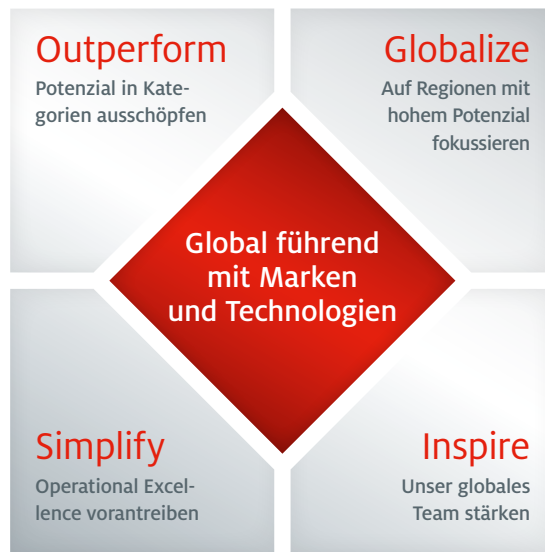 Outperform
Potenzial in Kate-
gorien ausschöpfen
Globalize
Auf Regionen mit
hohem Potenzial
fokussieren
Global führend
mit Marken
und Technologien
Simplify
Operational Excel-
lence vorantreiben
Inspire
Unser globales
Team stärken